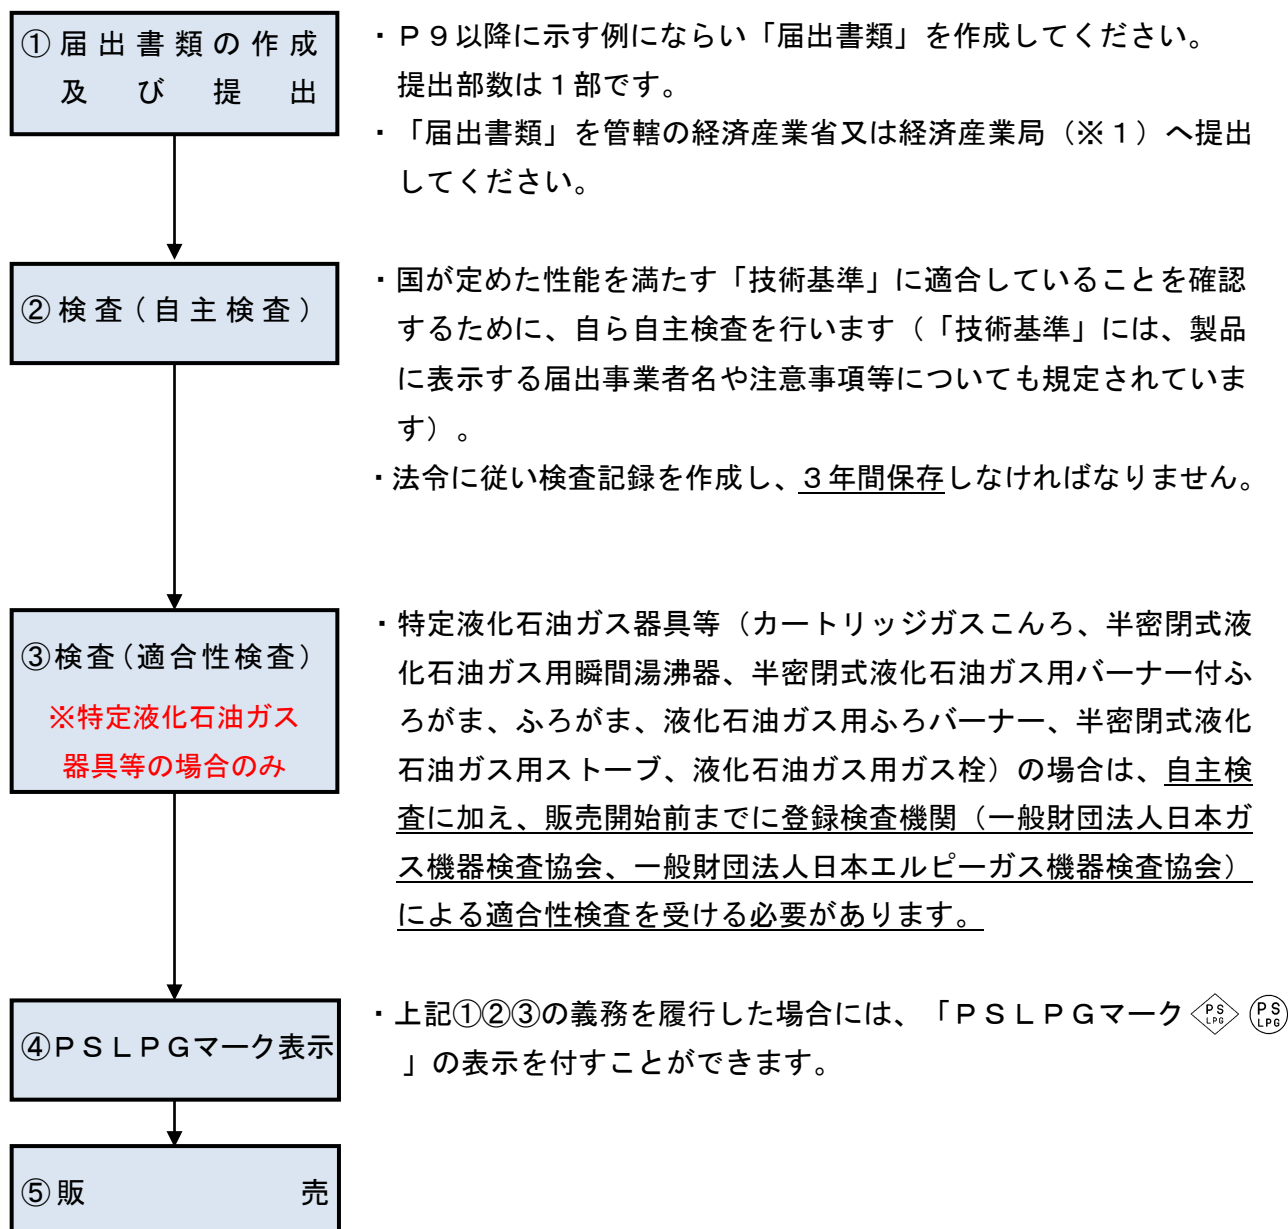 ①届出書類の作成
及び提出
・Ｐ９以降に示す例にならい「届出書類」を作成してください。
提出部数は１部です。
・「届出書類」を管轄の経済産業省又は経済産業局（※１）へ提出
してください。
②検査(自主検査)
・国が定めた性能を満たす「技術基準」に適合していることを確認
するために、自ら自主検査を行います（「技術基準」には、製品
に表示する届出事業者名や注意事項等についても規定されていま
す）。
・法令に従い検査記録を作成し、３年間保存しなければなりません。
③検査(適合性検査)
※特定液化石油ガス
器具等の場合のみ
・特定液化石油ガス器具等（カートリッジガスこんろ、半密閉式液
化石油ガス用瞬間湯沸器、半密閉式液化石油ガス用バーナー付ふ
ろがま、ふろがま、液化石油ガス用ふろバーナー、半密閉式液化
石油ガス用ストーブ、液化石油ガス用ガス栓）の場合は、自主検
査に加え、販売開始前までに登録検査機関（一般財団法人日本ガ
ス機器検査協会、一般財団法人日本エルピーガス機器検査協会）
による適合性検査を受ける必要があります。
④ＰＳＬＰＧマーク表示
・上記①②③の義務を履行した場合には、「ＰＳＬＰＧマーク PS LPG PS LPG
」の表示を付すことができます。
⑤販売